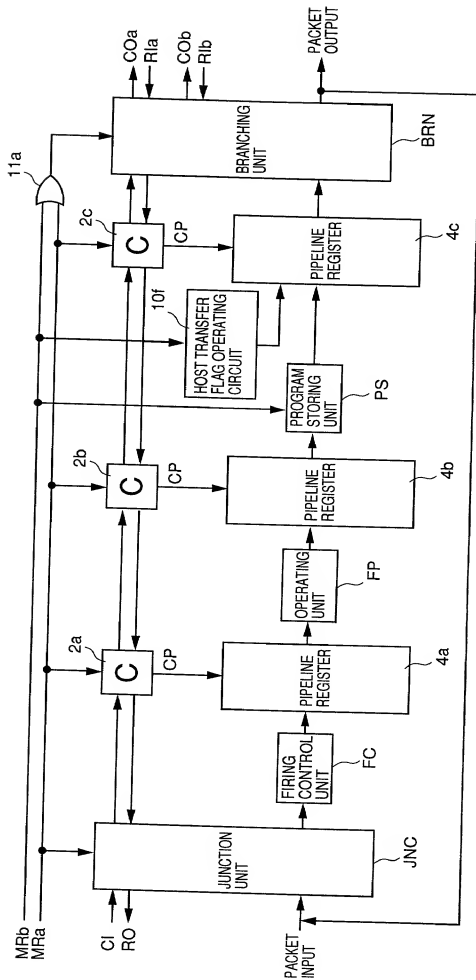 MRb
MRa
CI
RO
PACKET
INPUT
JUNCTION
UNIT
JNC
FIRING
CONTROL
UNIT
FC
2a
C
CP
PIPELINE
REGISTER
4a
OPERATING
UNIT
FP
2b
C
CP
PIPELINE
REGISTER
4b
PROGRAM
STORING
UNIT
PS
10f
HOST TRANSFER
FLAG OPERATING
CIRCUIT
2c
C
CP
PIPELINE
REGISTER
4c
11a
BRANCHING
UNIT
BRN
COa
RIa
COb
RIb
PACKET
OUTPUT